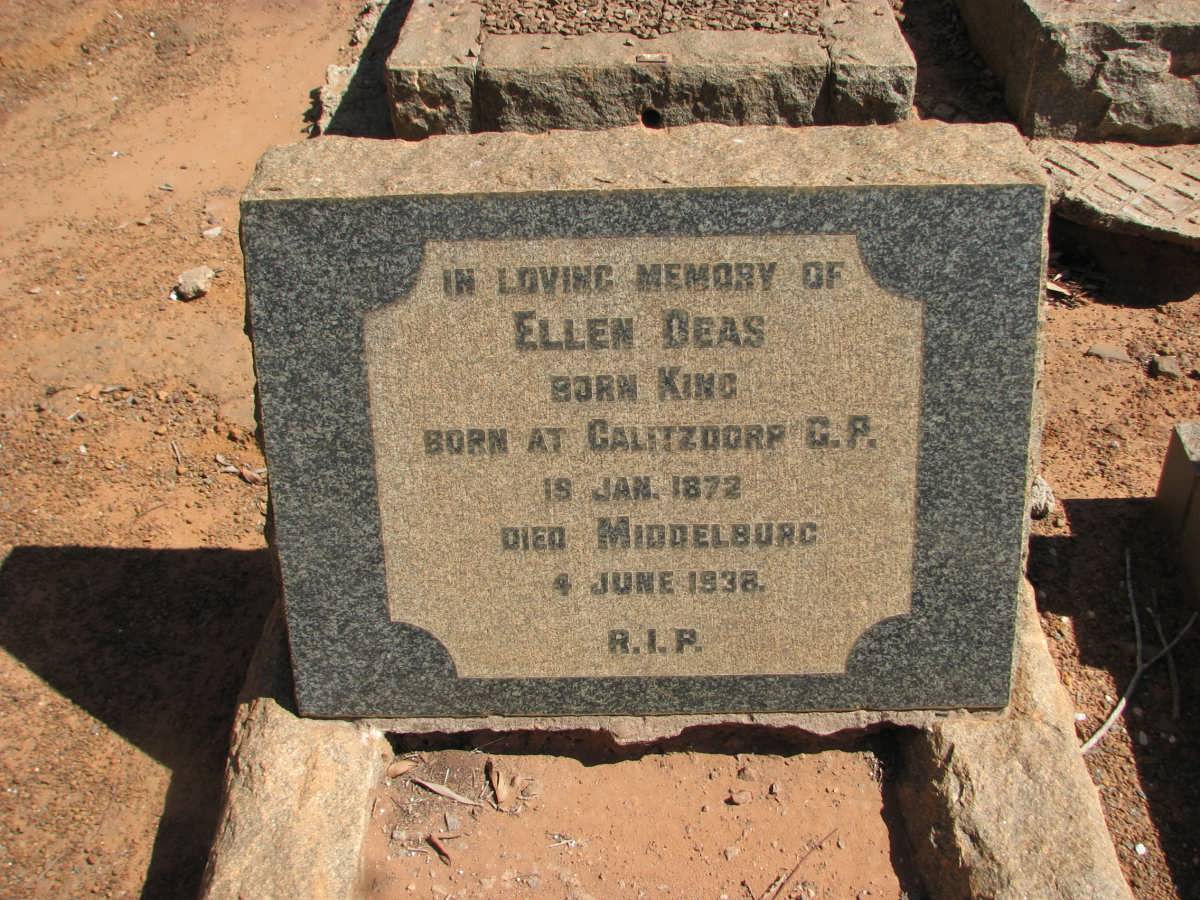 IN LOVING MEMORY OF
ELLEN DEAS
BORN KING
BORN AT CALITZDORP C.P.
19 JAN. 1872
DIED MIDDELBURG
4 JUNE 1938.
R.I.P.